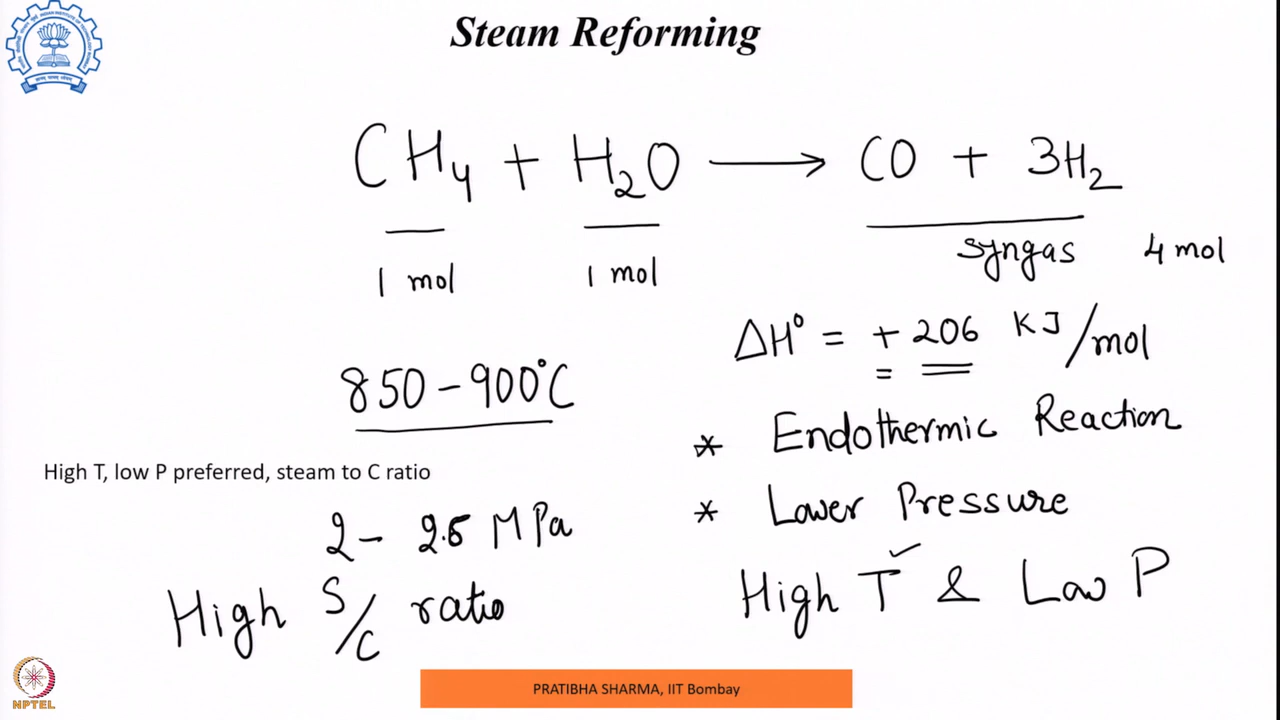 Steam Reforming
CH4 + H2O ⟶ CO + 3H2
1 mol 1 mol syngas 4 mol
ΔH° = + 206 KJ/mol
850 - 900°C
* Endothermic Reaction
High T, low P preferred, steam to C ratio
* Lower Pressure
2 - 2.5 MPa
High T & Low P
High S/C ratio
PRATIBHA SHARMA, IIT Bombay
NPTEL